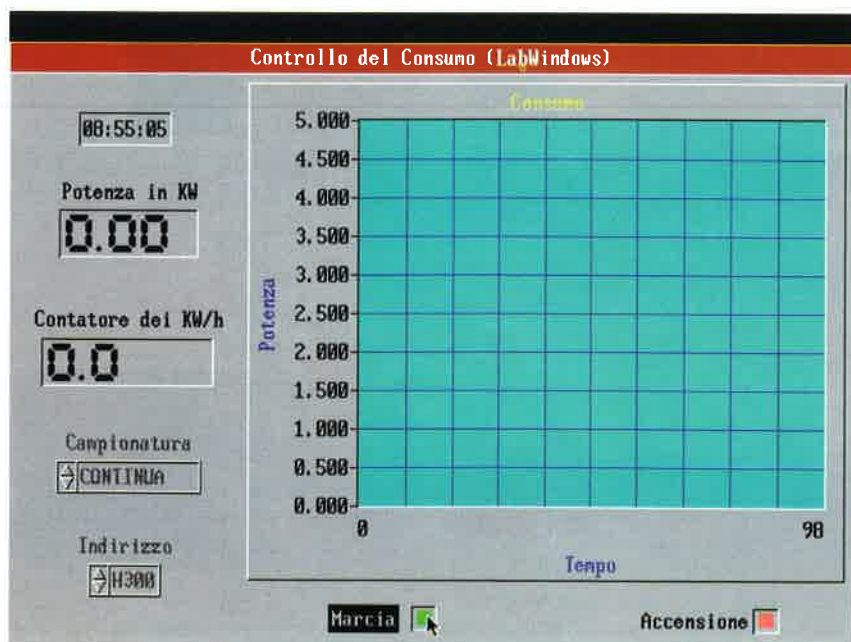 Controllo del Consumo (LabWindows)
08:55:05
Potenza in KW
0.00
Contatore dei KW/h
0.0
Campionatura
CONTINUA
Indirizzo
H300
Consumo
5.000
4.500
4.000
3.500
3.000
2.500
2.000
1.500
1.000
0.500
0.000
Potenza
0 98
Tempo
Marcia
Accensione